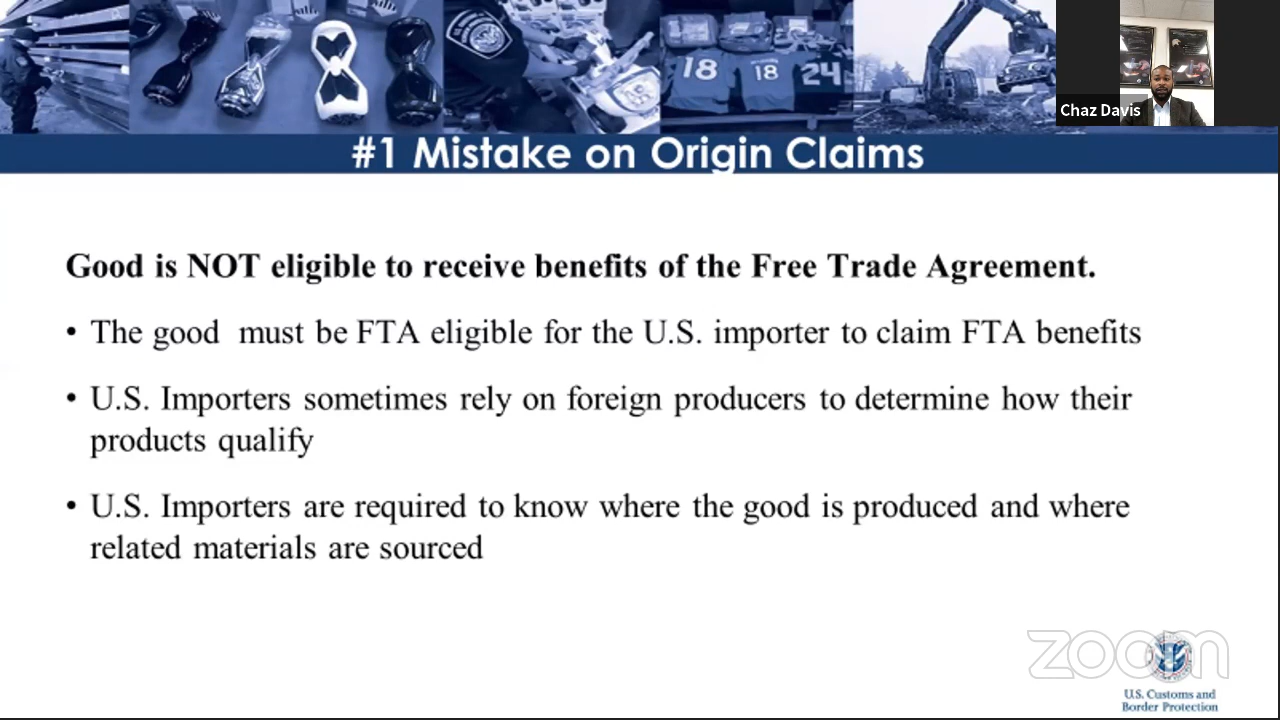 18
18
24
Chaz Davis
#1 Mistake on Origin Claims
Good is NOT eligible to receive benefits of the Free Trade Agreement.
• The good must be FTA eligible for the U.S. importer to claim FTA benefits
• U.S. Importers sometimes rely on foreign producers to determine how their
products qualify
• U.S. Importers are required to know where the good is produced and where
related materials are sourced
zoom
U.S. Customs and
Border Protection